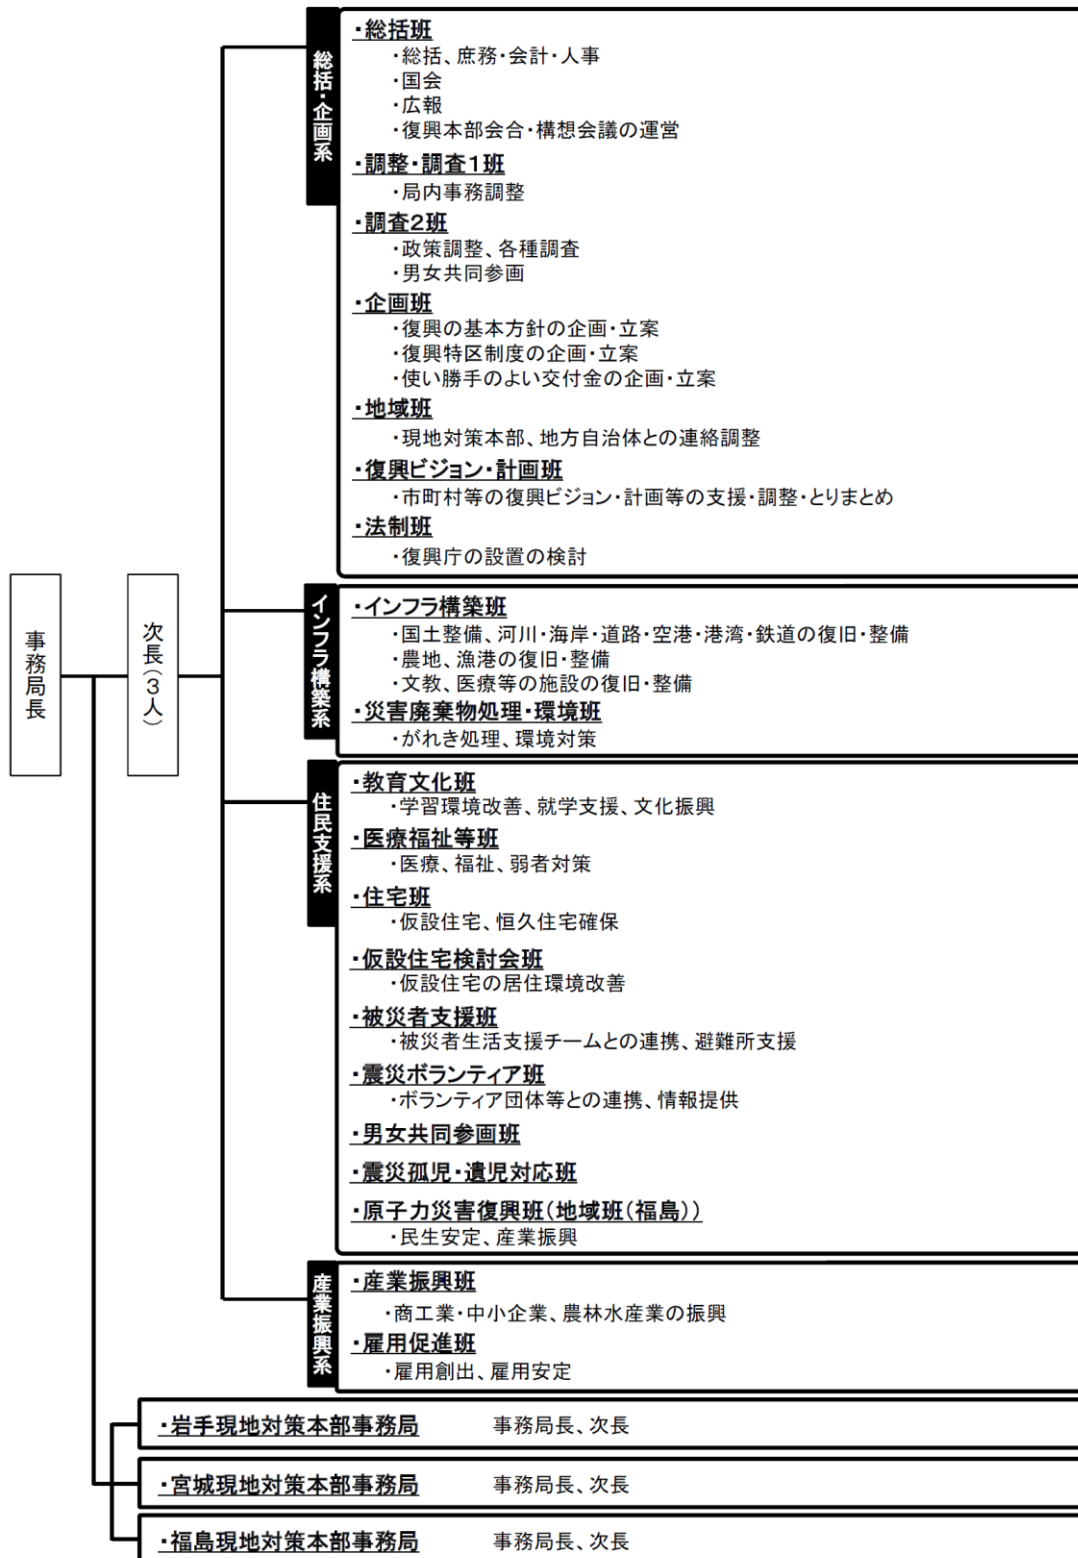 総括・企画系
・総括班
・総括、庶務・会計・人事
・国会
・広報
・復興本部会合・構想会議の運営
・調整・調査1班
・局内事務調整
・調査2班
・政策調整、各種調査
・男女共同参画
・企画班
・復興の基本方針の企画・立案
・復興特区制度の企画・立案
・使い勝手のよい交付金の企画・立案
・地域班
・現地対策本部、地方自治体との連絡調整
・復興ビジョン・計画班
・市町村等の復興ビジョン・計画等の支援・調整・とりまとめ
・法制班
・復興庁の設置の検討
事務局長
次長(3人)
インフラ構築系
・インフラ構築班
・国土整備、河川・海岸・道路・空港・港湾・鉄道の復旧・整備
・農地、漁港の復旧・整備
・文教、医療等の施設の復旧・整備
・災害廃棄物処理・環境班
・がれき処理、環境対策
住民支援系
・教育文化班
・学習環境改善、就学支援、文化振興
・医療福祉等班
・医療、福祉、弱者対策
・住宅班
・仮設住宅、恒久住宅確保
・仮設住宅検討会班
・仮設住宅の居住環境改善
・被災者支援班
・被災者生活支援チームとの連携、避難所支援
・震災ボランティア班
・ボランティア団体等との連携、情報提供
・男女共同参画班
・震災孤児・遺児対応班
・原子力災害復興班(地域班(福島))
・民生安定、産業振興
産業振興系
・産業振興班
・商工業・中小企業、農林水産業の振興
・雇用促進班
・雇用創出、雇用安定
・岩手現地対策本部事務局 事務局長、次長
・宮城現地対策本部事務局 事務局長、次長
・福島現地対策本部事務局 事務局長、次長